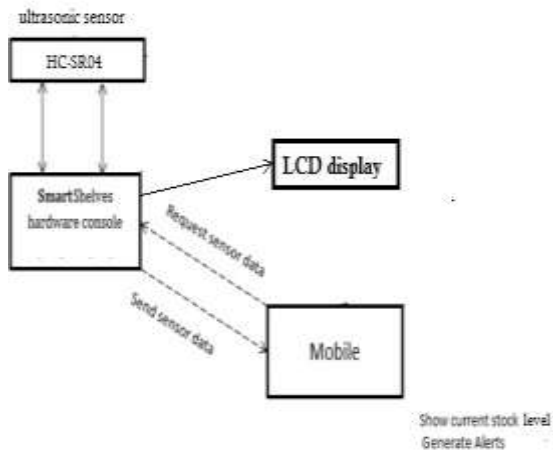 ultrasonic sensor
HC-SR04
SmartShelves
hardware console
LCD display
Request sensor data
Send sensor data
Mobile
Show current stock level
Generate Alerts